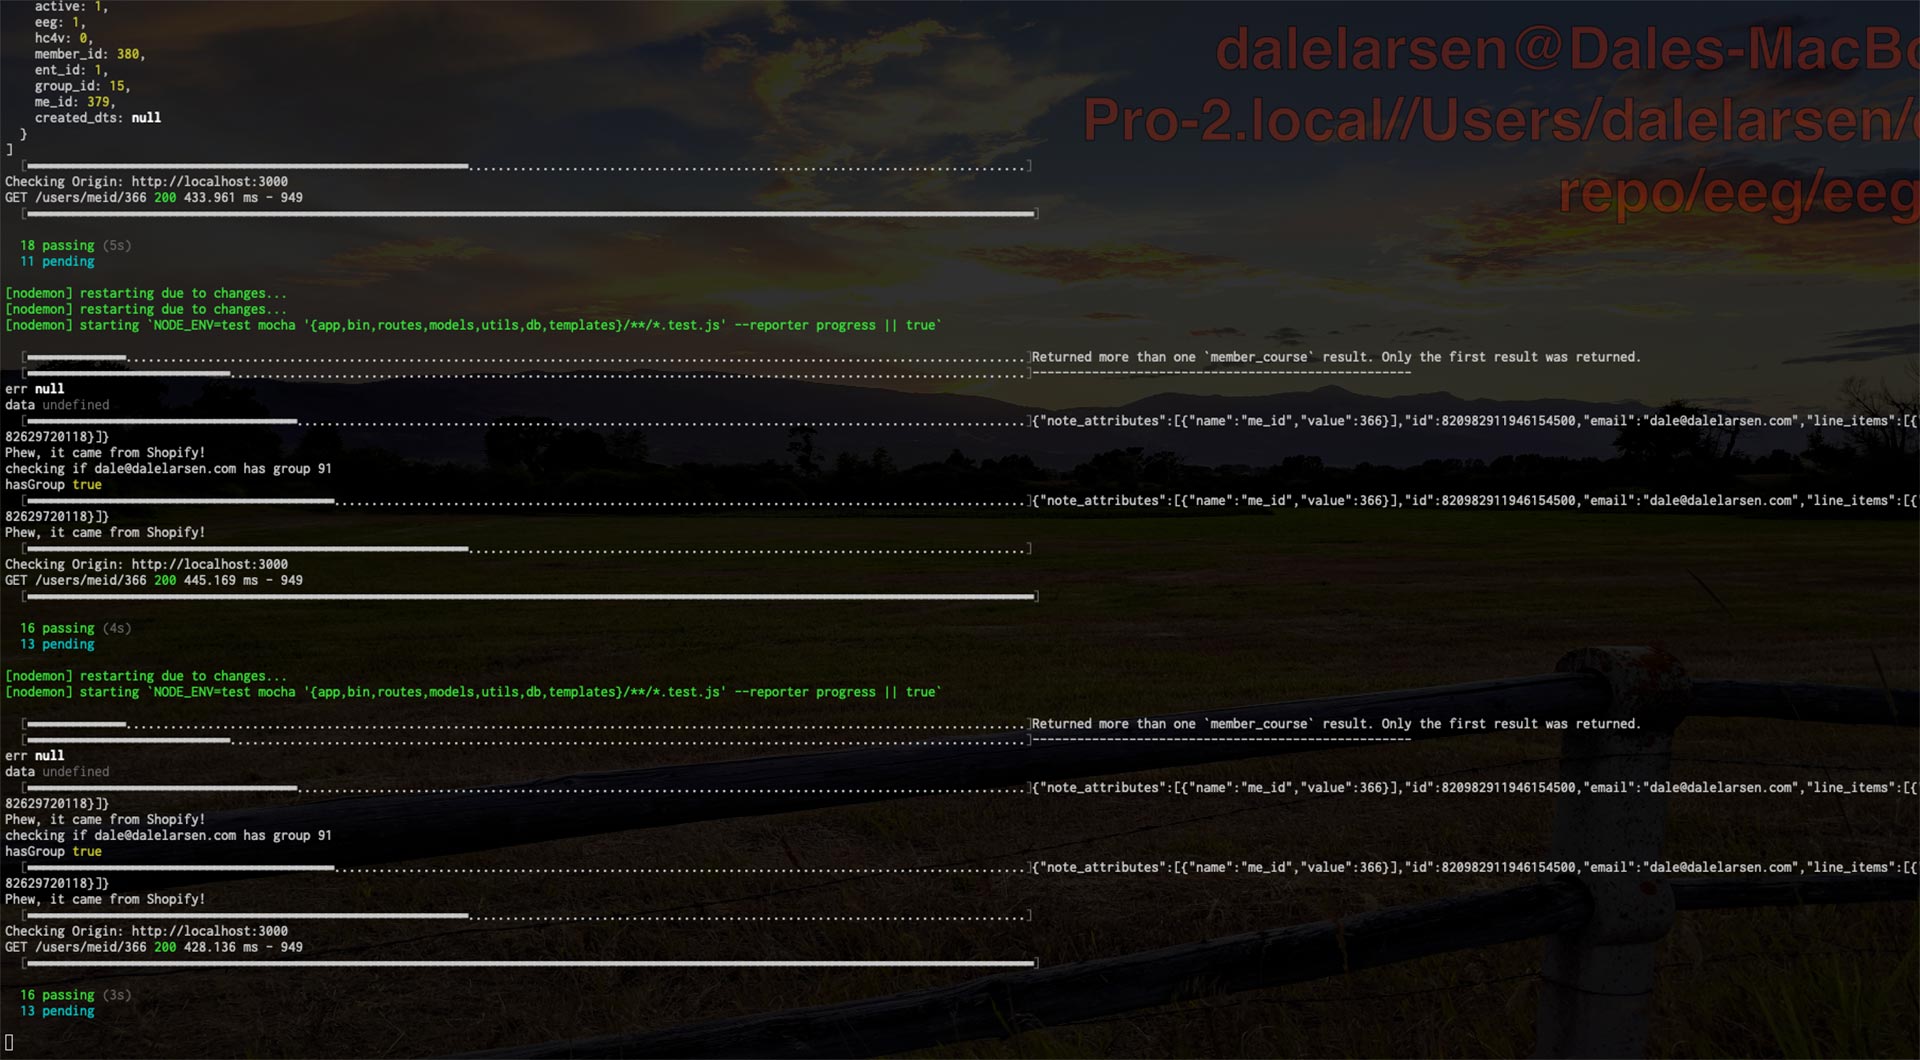 active: 1,
eeg: 1,
hc4v: 0,
member_id: 380,
ent_id: 1,
group_id: 15,
me_id: 379,
created_dts: null
}
]
dalelarsen@Dales-MacBo
Pro-2.local//Users/dalelarsen/
repo/eeg/eeg
[.....]
Checking Origin: http://localhost:3000
GET /users/meid/366 200 433.961 ms - 949
[ ]
18 passing (5s)
11 pending
[nodemon] restarting due to changes...
[nodemon] restarting due to changes...
[nodemon] starting `NODE_ENV=test mocha '{app,bin,routes,models,utils,db,templates}/**/*.test.js' --reporter progress || true`
[.....]Returned more than one `member_course` result. Only the first result was returned.
[.....]---------------------------------------------------
err null
data undefined
[.....]{"note_attributes":[{"name":"me_id","value":366}],"id":820982911946154500,"email":"dale@dalelarsen.com","line_items":[{
82629720118}]}
Phew, it came from Shopify!
checking if dale@dalelarsen.com has group 91
hasGroup true
[.....]{"note_attributes":[{"name":"me_id","value":366}],"id":820982911946154500,"email":"dale@dalelarsen.com","line_items":[{
82629720118}]}
Phew, it came from Shopify!
[.....]
Checking Origin: http://localhost:3000
GET /users/meid/366 200 445.169 ms - 949
[ ]
16 passing (4s)
13 pending
[nodemon] restarting due to changes...
[nodemon] starting `NODE_ENV=test mocha '{app,bin,routes,models,utils,db,templates}/**/*.test.js' --reporter progress || true`
[.....]Returned more than one `member_course` result. Only the first result was returned.
[.....]---------------------------------------------------
err null
data undefined
[.....]{"note_attributes":[{"name":"me_id","value":366}],"id":820982911946154500,"email":"dale@dalelarsen.com","line_items":[{
82629720118}]}
Phew, it came from Shopify!
checking if dale@dalelarsen.com has group 91
hasGroup true
[.....]{"note_attributes":[{"name":"me_id","value":366}],"id":820982911946154500,"email":"dale@dalelarsen.com","line_items":[{
82629720118}]}
Phew, it came from Shopify!
[.....]
Checking Origin: http://localhost:3000
GET /users/meid/366 200 428.136 ms - 949
[ ]
16 passing (3s)
13 pending